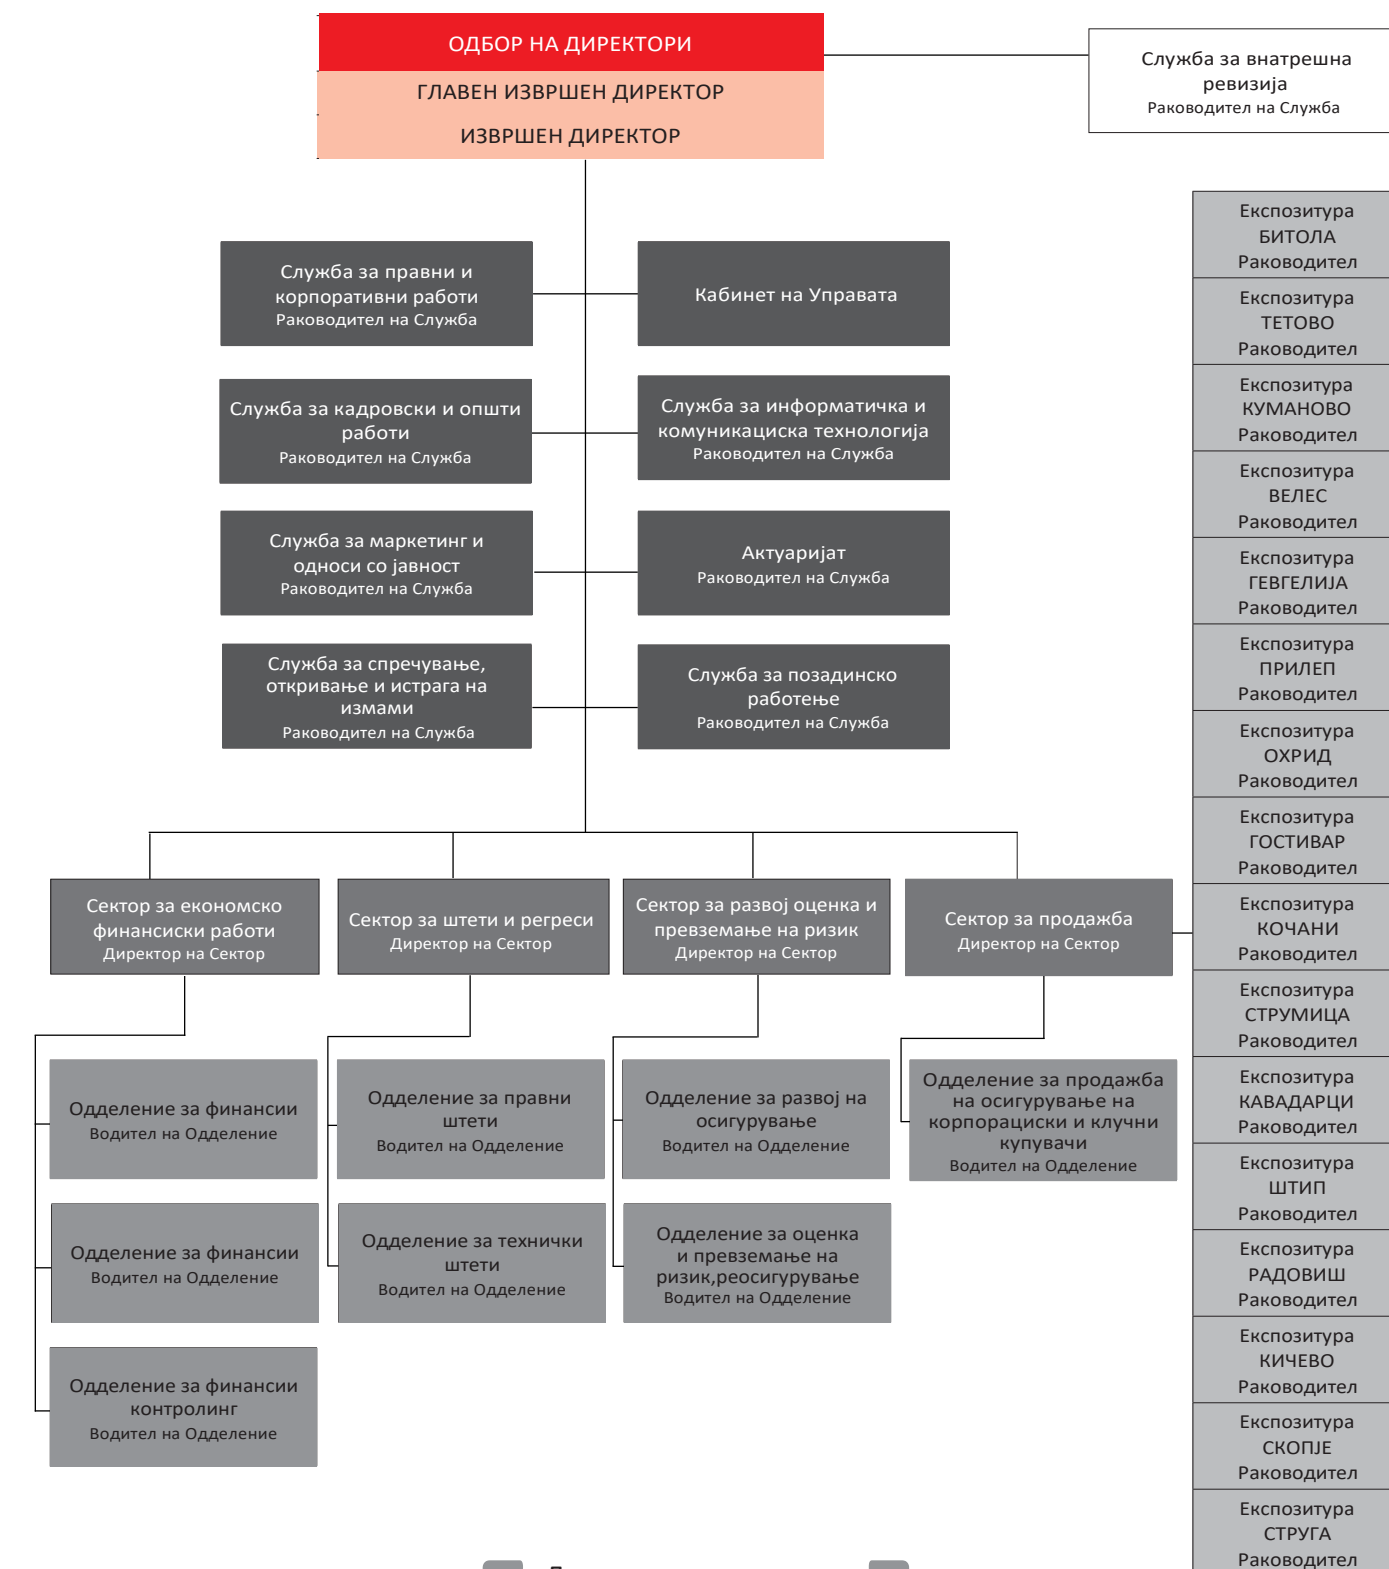 ОДБОР НА ДИРЕКТОРИ
ГЛАВЕН ИЗВРШЕН ДИРЕКТОР
ИЗВРШЕН ДИРЕКТОР
Служба за внатрешна
ревизија
Раководител на Служба
Служба за правни и
корпоративни работи
Раководител на Служба
Кабинет на Управата
Служба за кадровски и општи
работи
Раководител на Служба
Служба за информатичка и
комуникациска технологија
Раководител на Служба
Служба за маркетинг и
односи со јавност
Раководител на Служба
Актуаријат
Раководител на Служба
Служба за спречување,
откривање и истрага на
измами
Раководител на Служба
Служба за позадинско
работење
Раководител на Служба
Сектор за економско
финансиски работи
Директор на Сектор
Сектор за штети и регреси
Директор на Сектор
Сектор за развој оценка и
превземање на ризик
Директор на Сектор
Сектор за продажба
Директор на Сектор
Одделение за финансии
Водител на Одделение
Одделение за правни
штети
Водител на Одделение
Одделение за развој на
осигурување
Водител на Одделение
Одделение за продажба
на осигурување на
корпорациски и клучни
купувачи
Водител на Одделение
Одделение за финансии
Водител на Одделение
Одделение за технички
штети
Водител на Одделение
Одделение за оценка
и превземање на
ризик,реосигурување
Водител на Одделение
Одделение за финансии
контролинг
Водител на Одделение
Експозитура
БИТОЛА
Раководител
Експозитура
ТЕТОВО
Раководител
Експозитура
КУМАНОВО
Раководител
Експозитура
ВЕЛЕС
Раководител
Експозитура
ГЕВГЕЛИЈА
Раководител
Експозитура
ПРИЛЕП
Раководител
Експозитура
ОХРИД
Раководител
Експозитура
ГОСТИВАР
Раководител
Експозитура
КОЧАНИ
Раководител
Експозитура
СТРУМИЦА
Раководител
Експозитура
КАВАДАРЦИ
Раководител
Експозитура
ШТИП
Раководител
Експозитура
РАДОВИШ
Раководител
Експозитура
КИЧЕВО
Раководител
Експозитура
СКОПЈЕ
Раководител
Експозитура
СТРУГА
Раководител